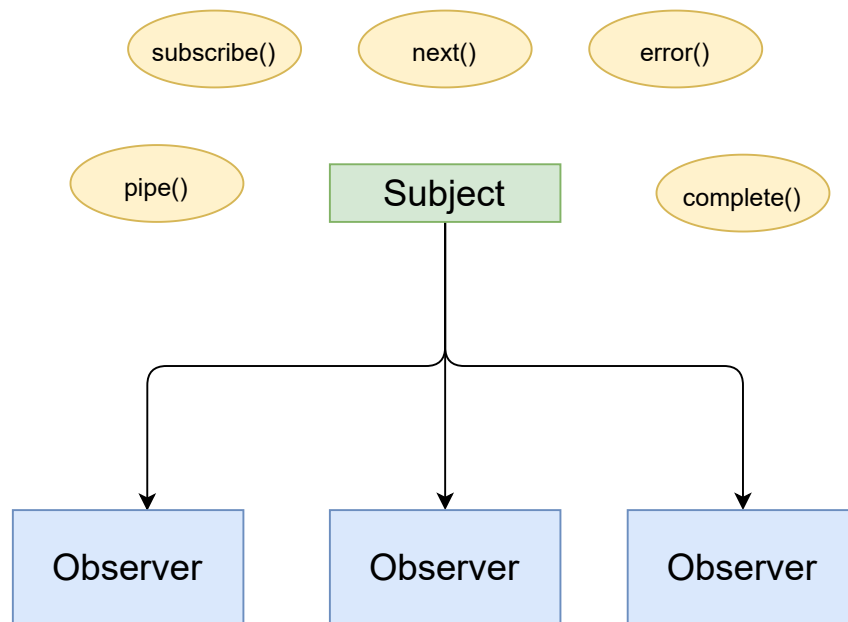 subscribe()
next()
error()
pipe()
Subject
complete()
Observer
Observer
Observer